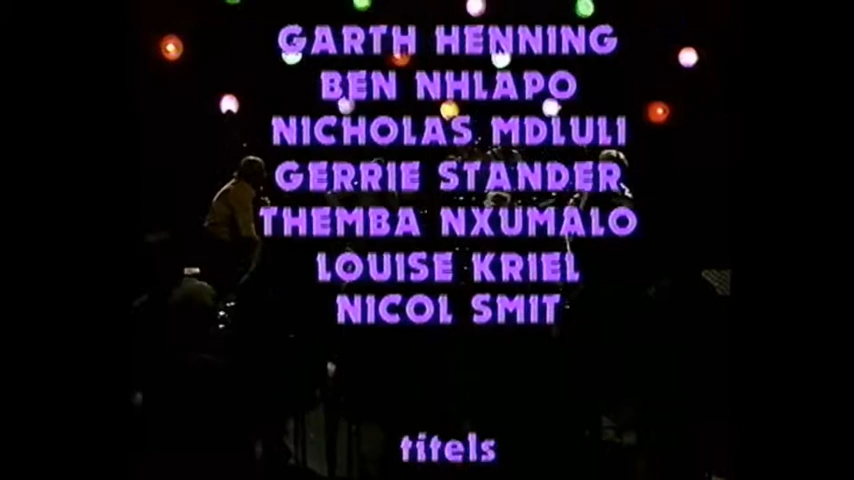 GARTH HENNING
BEN NHLAPO
NICHOLAS MDLULI
GERRIE STANDER
THEMBA NXUMALO
LOUISE KRIEL
NICOL SMIT
titels